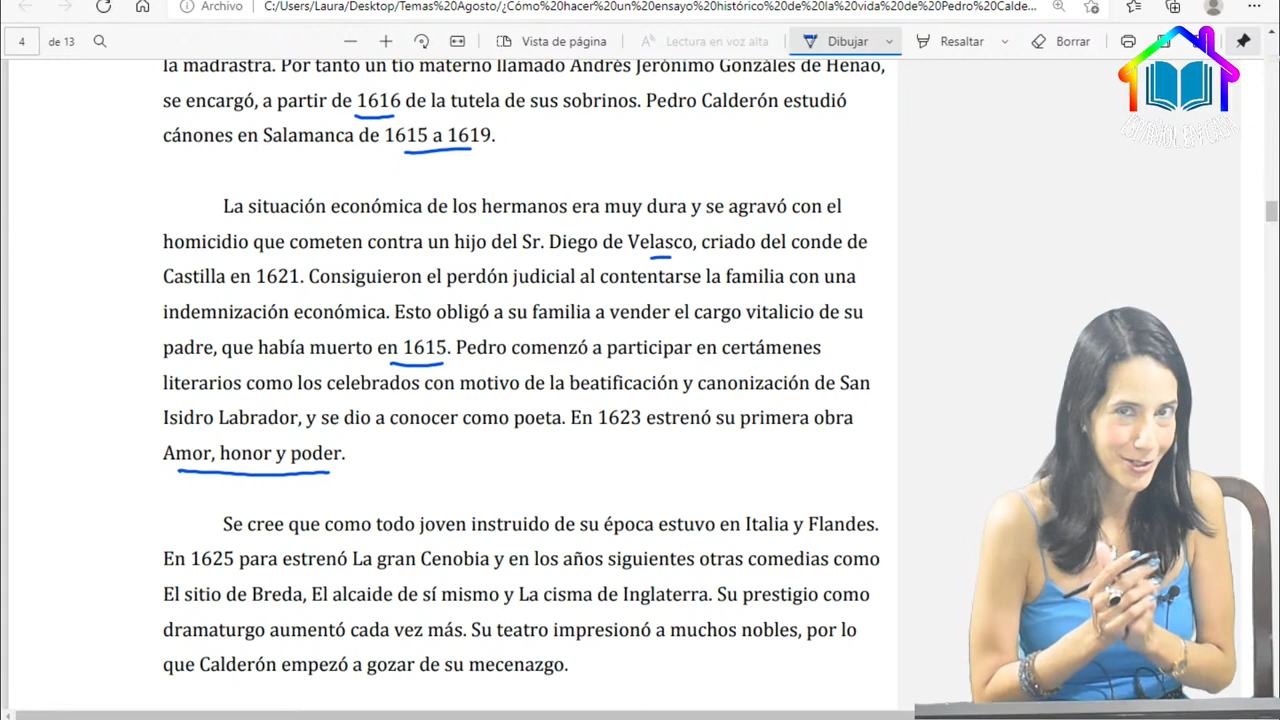 Archivo C:/Users/Laura/Desktop/Temas%20Agosto/¿Cómo%20hacer%20un%20ensayo%20histórico%20de%20la%20vida%20de%20Pedro%20Calde...
4 de 13 Vista de página Lectura en voz alta Dibujar Resaltar Borrar
la madrastra. Por tanto un tío materno llamado Andrés Jerónimo Gonzáles de Henao,
se encargó, a partir de 1616 de la tutela de sus sobrinos. Pedro Calderón estudió
cánones en Salamanca de 1615 a 1619.
La situación económica de los hermanos era muy dura y se agravó con el
homicidio que cometen contra un hijo del Sr. Diego de Velasco, criado del conde de
Castilla en 1621. Consiguieron el perdón judicial al contentarse la familia con una
indemnización económica. Esto obligó a su familia a vender el cargo vitalicio de su
padre, que había muerto en 1615. Pedro comenzó a participar en certámenes
literarios como los celebrados con motivo de la beatificación y canonización de San
Isidro Labrador, y se dio a conocer como poeta. En 1623 estrenó su primera obra
Amor, honor y poder.
Se cree que como todo joven instruido de su época estuvo en Italia y Flandes.
En 1625 para estrenó La gran Cenobia y en los años siguientes otras comedias como
El sitio de Breda, El alcaide de sí mismo y La cisma de Inglaterra. Su prestigio como
dramaturgo aumentó cada vez más. Su teatro impresionó a muchos nobles, por lo
que Calderón empezó a gozar de su mecenazgo.
ESPAÑOL EN CASA